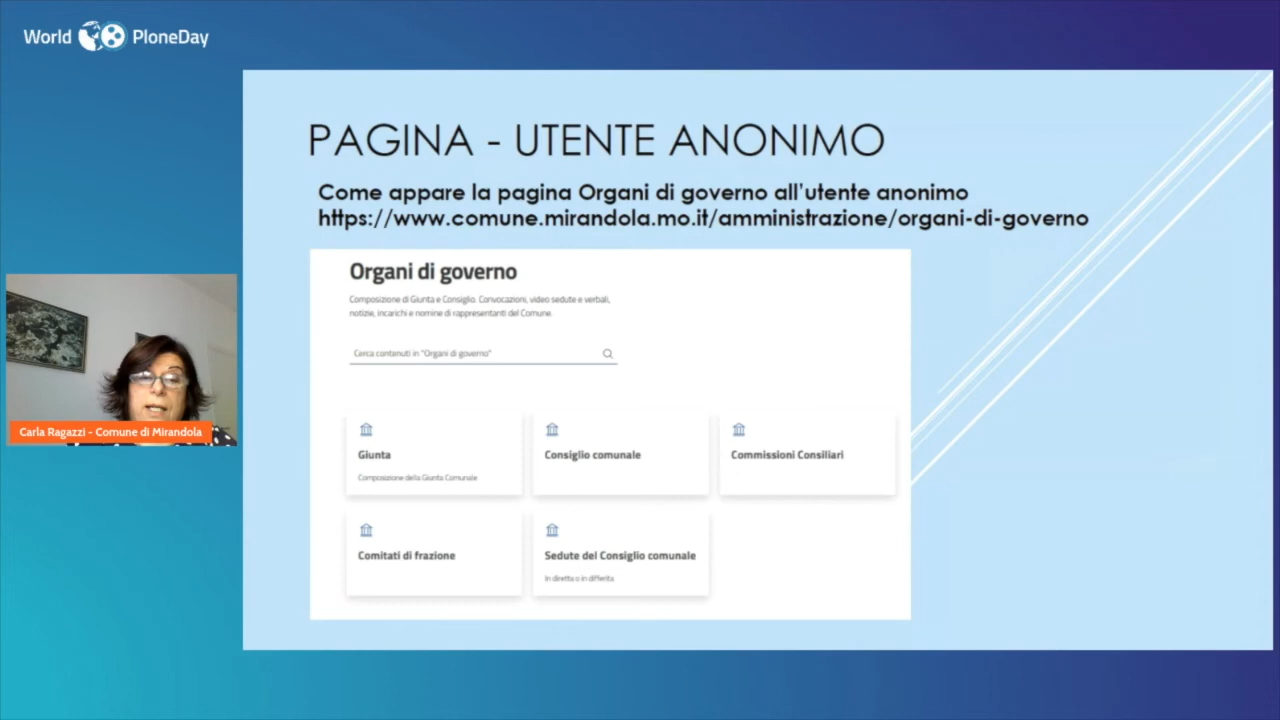 World PloneDay
PAGINA - UTENTE ANONIMO
Come appare la pagina Organi di governo all'utente anonimo
https://www.comune.mirandola.mo.it/amministrazione/organi-di-governo
Organi di governo
Composizione di Giunta e Consiglio. Convocazioni, video sedute e verbali,
notizie, incarichi e nomine di rappresentanti del Comune.
Cerca contenuti in "Organi di governo"
Giunta
Composizione della Giunta Comunale
Consiglio comunale
Commissioni Consiliari
Comitati di frazione
Sedute del Consiglio comunale
In diretta o in differita
Carla Ragazzi - Comune di Mirandola